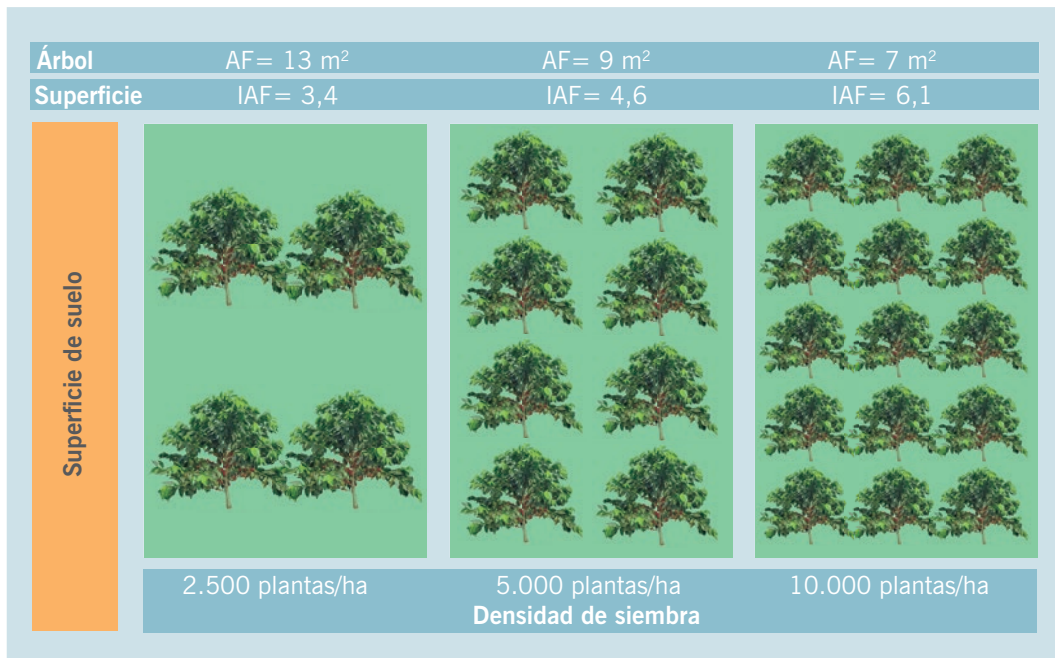 Árbol AF= 13 m² AF= 9 m² AF= 7 m²
Superficie IAF= 3,4 IAF= 4,6 IAF= 6,1
Superficie de suelo
2.500 plantas/ha 5.000 plantas/ha 10.000 plantas/ha
Densidad de siembra